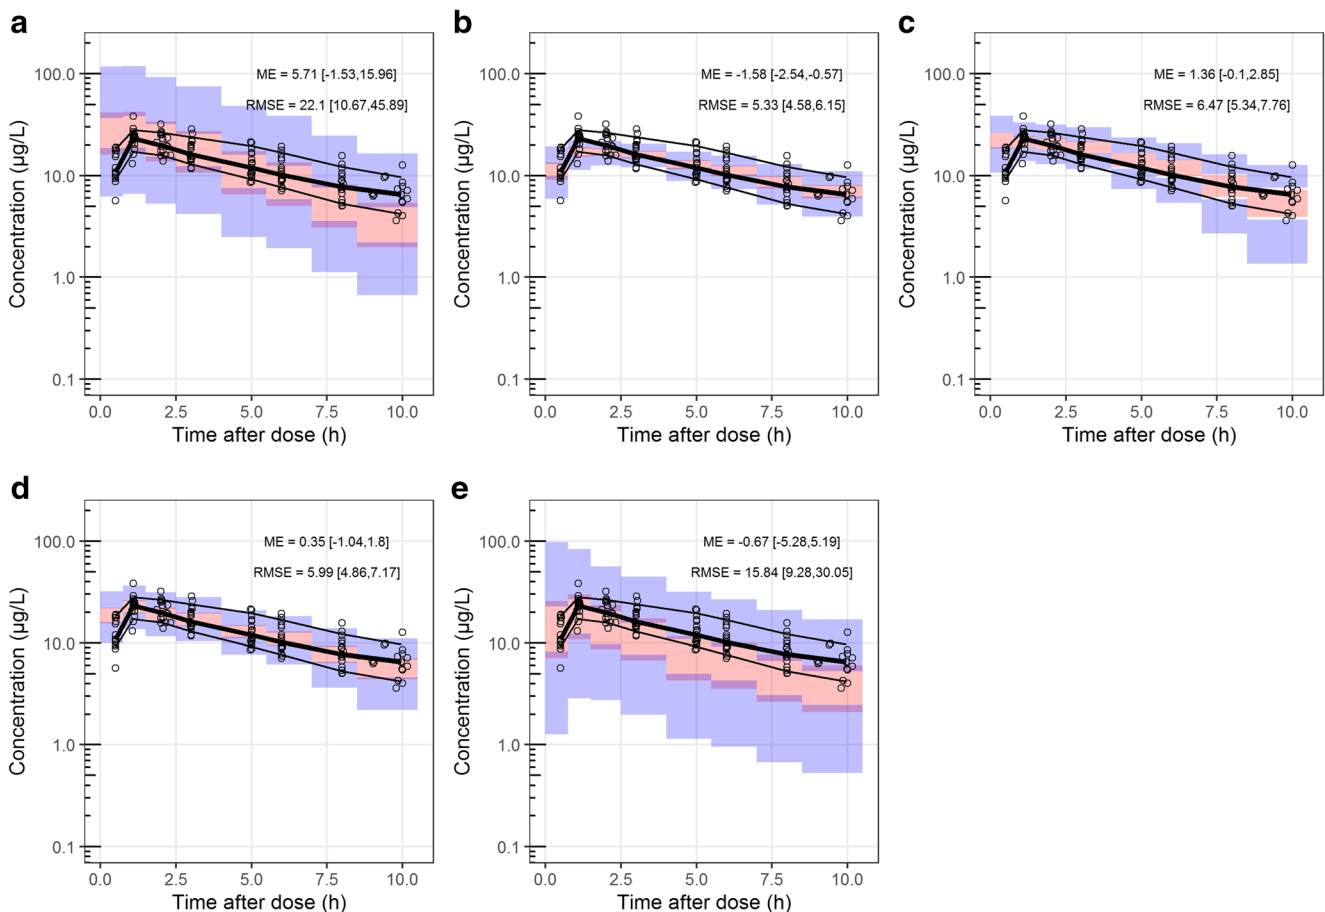 a
ME = 5.71 [-1.53,15.96]
RMSE = 22.1 [10.67,45.89]
Concentration (µg/L)
100.0
10.0
1.0
0.1
0.0 2.5 5.0 7.5 10.0
Time after dose (h)
b
ME = -1.58 [-2.54,-0.57]
RMSE = 5.33 [4.58,6.15]
Concentration (µg/L)
100.0
10.0
1.0
0.1
0.0 2.5 5.0 7.5 10.0
Time after dose (h)
c
ME = 1.36 [-0.1,2.85]
RMSE = 6.47 [5.34,7.76]
Concentration (µg/L)
100.0
10.0
1.0
0.1
0.0 2.5 5.0 7.5 10.0
Time after dose (h)
d
ME = 0.35 [-1.04,1.8]
RMSE = 5.99 [4.86,7.17]
Concentration (µg/L)
100.0
10.0
1.0
0.1
0.0 2.5 5.0 7.5 10.0
Time after dose (h)
e
ME = -0.67 [-5.28,5.19]
RMSE = 15.84 [9.28,30.05]
Concentration (µg/L)
100.0
10.0
1.0
0.1
0.0 2.5 5.0 7.5 10.0
Time after dose (h)